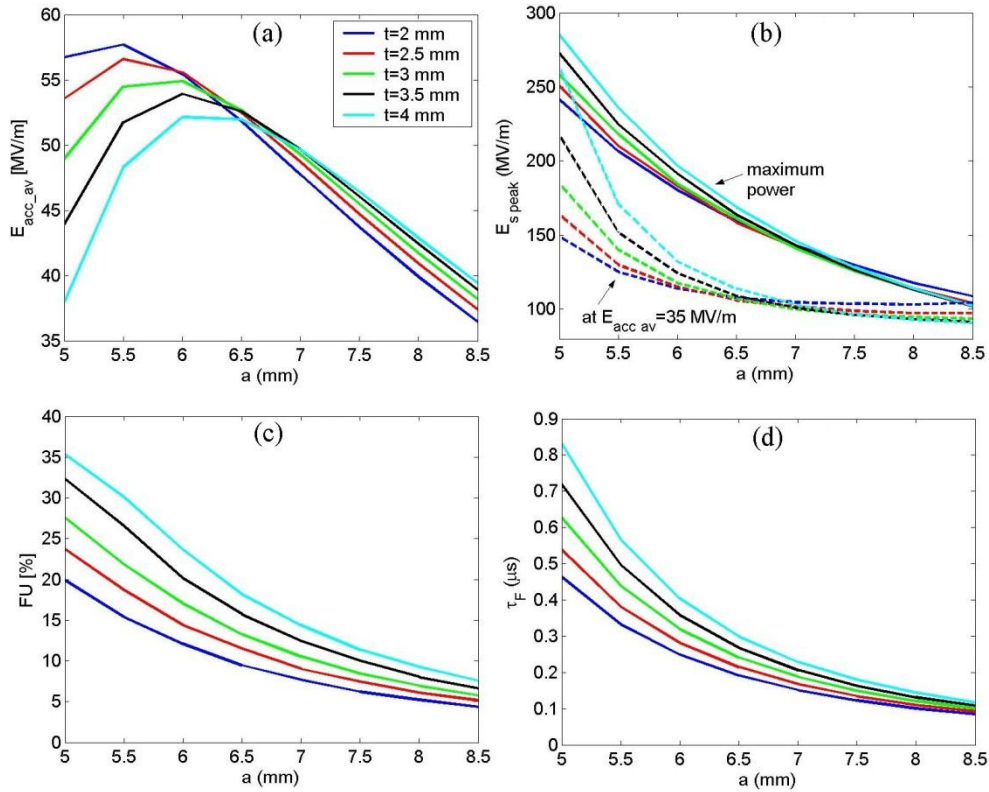 (a)
t=2 mm
t=2.5 mm
t=3 mm
t=3.5 mm
t=4 mm
60
55
50
45
40
35
E_acc_av [MV/m]
5 5.5 6 6.5 7 7.5 8 8.5
a (mm)
(b)
300
250
200
150
100
E_s peak (MV/m)
maximum
power
at E_acc av=35 MV/m
5 5.5 6 6.5 7 7.5 8 8.5
a (mm)
(c)
40
35
30
25
20
15
10
5
0
FU [%]
5 5.5 6 6.5 7 7.5 8 8.5
a (mm)
(d)
0.9
0.8
0.7
0.6
0.5
0.4
0.3
0.2
0.1
0
τ_F (μs)
5 5.5 6 6.5 7 7.5 8 8.5
a (mm)